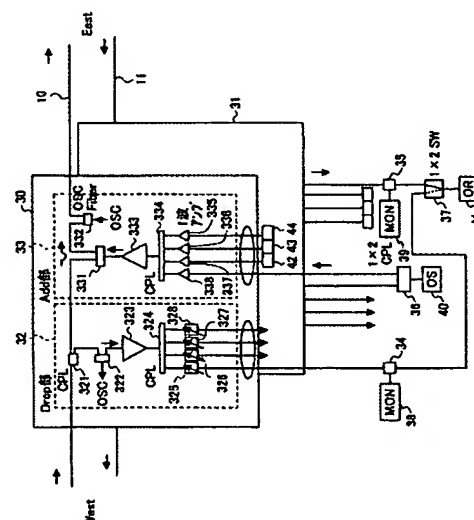 West
East
10
11
30
31
Drop部
32
Add部
33
CPL
321
OSC
322
323
CPL
324
325
326
327
328
331
OSC
Filter
332
OSC
333
CPL
334
335
336
337
338
アンプ
42
43
44
1×2
CPL
MON
39
35
1×2 SW
37
OR
36
OS
40
34
MON
38